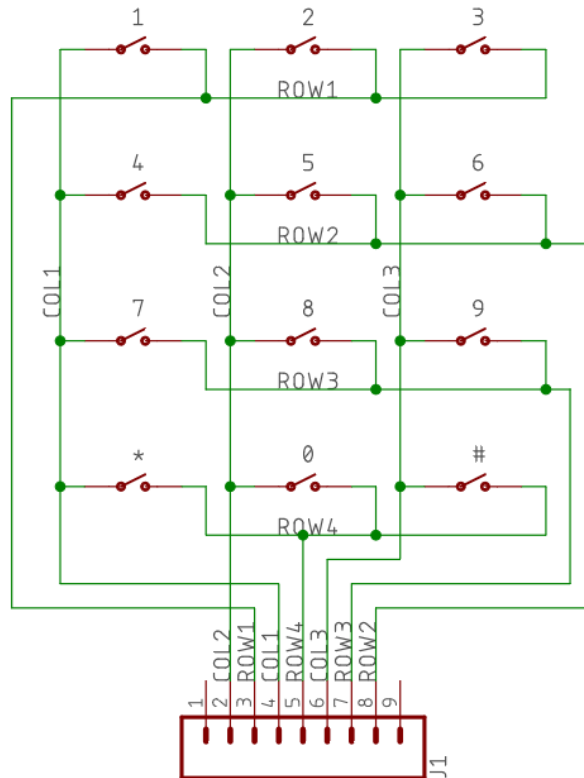 1 2 3
ROW1
4 5 6
ROW2
COL1 COL2 COL3
7 8 9
ROW3
* 0 #
ROW4
COL2 ROW1 COL1 ROW4 COL3 ROW3 ROW2
1 2 3 4 5 6 7 8 9
J1